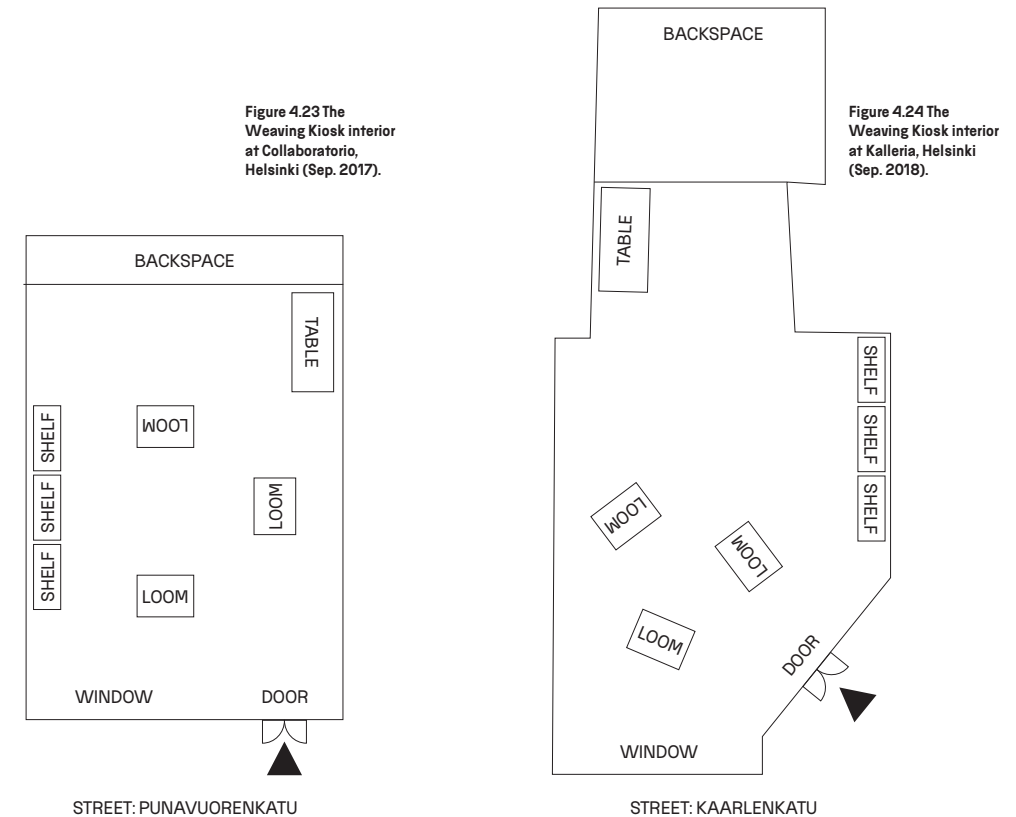 Figure 4.23 The
Weaving Kiosk interior
at Collaboratorio,
Helsinki (Sep. 2017).
BACKSPACE
TABLE
SHELF
LOOM
SHELF
LOOM
SHELF
LOOM
WINDOW
DOOR
STREET: PUNAVUORENKATU
Figure 4.24 The
Weaving Kiosk interior
at Kalleria, Helsinki
(Sep. 2018).
BACKSPACE
TABLE
SHELF
SHELF
SHELF
LOOM
LOOM
LOOM
DOOR
WINDOW
STREET: KAARLENKATU